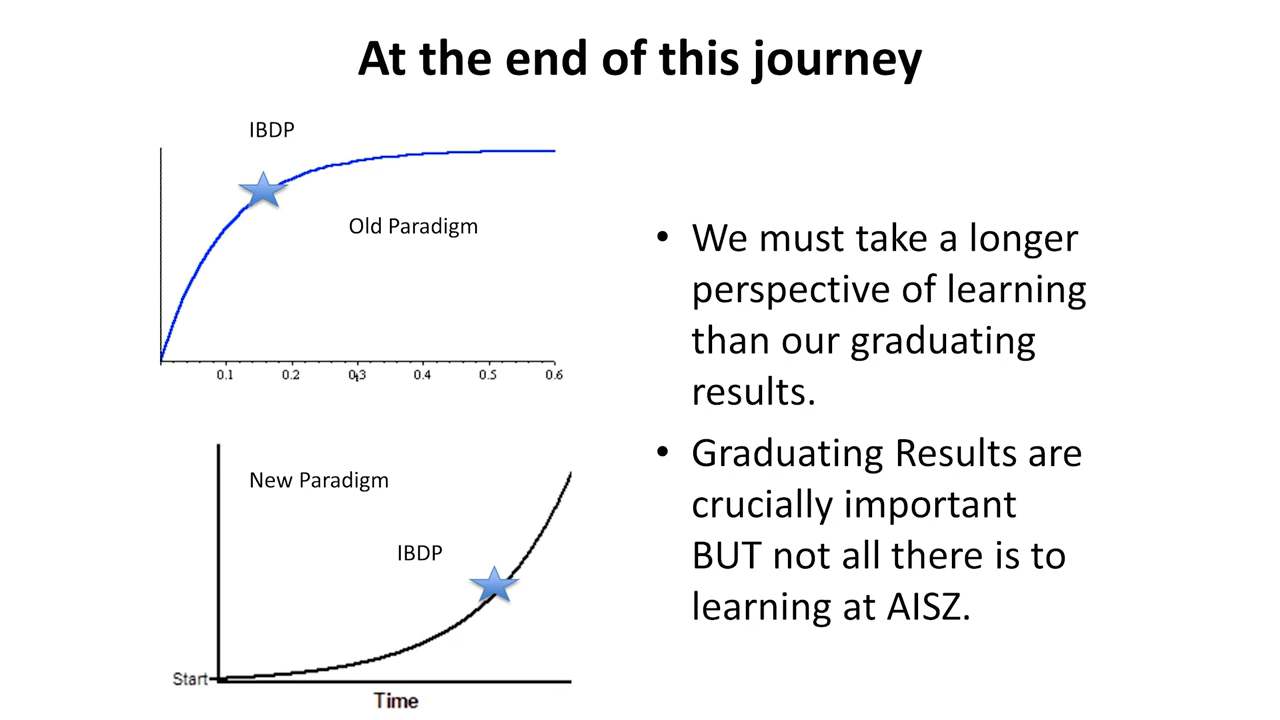 At the end of this journey
IBDP
Old Paradigm
0.1 0.2 0.3 0.4 0.5 0.6
t
New Paradigm
IBDP
Start
Time
• We must take a longer
perspective of learning
than our graduating
results.
• Graduating Results are
crucially important
BUT not all there is to
learning at AISZ.